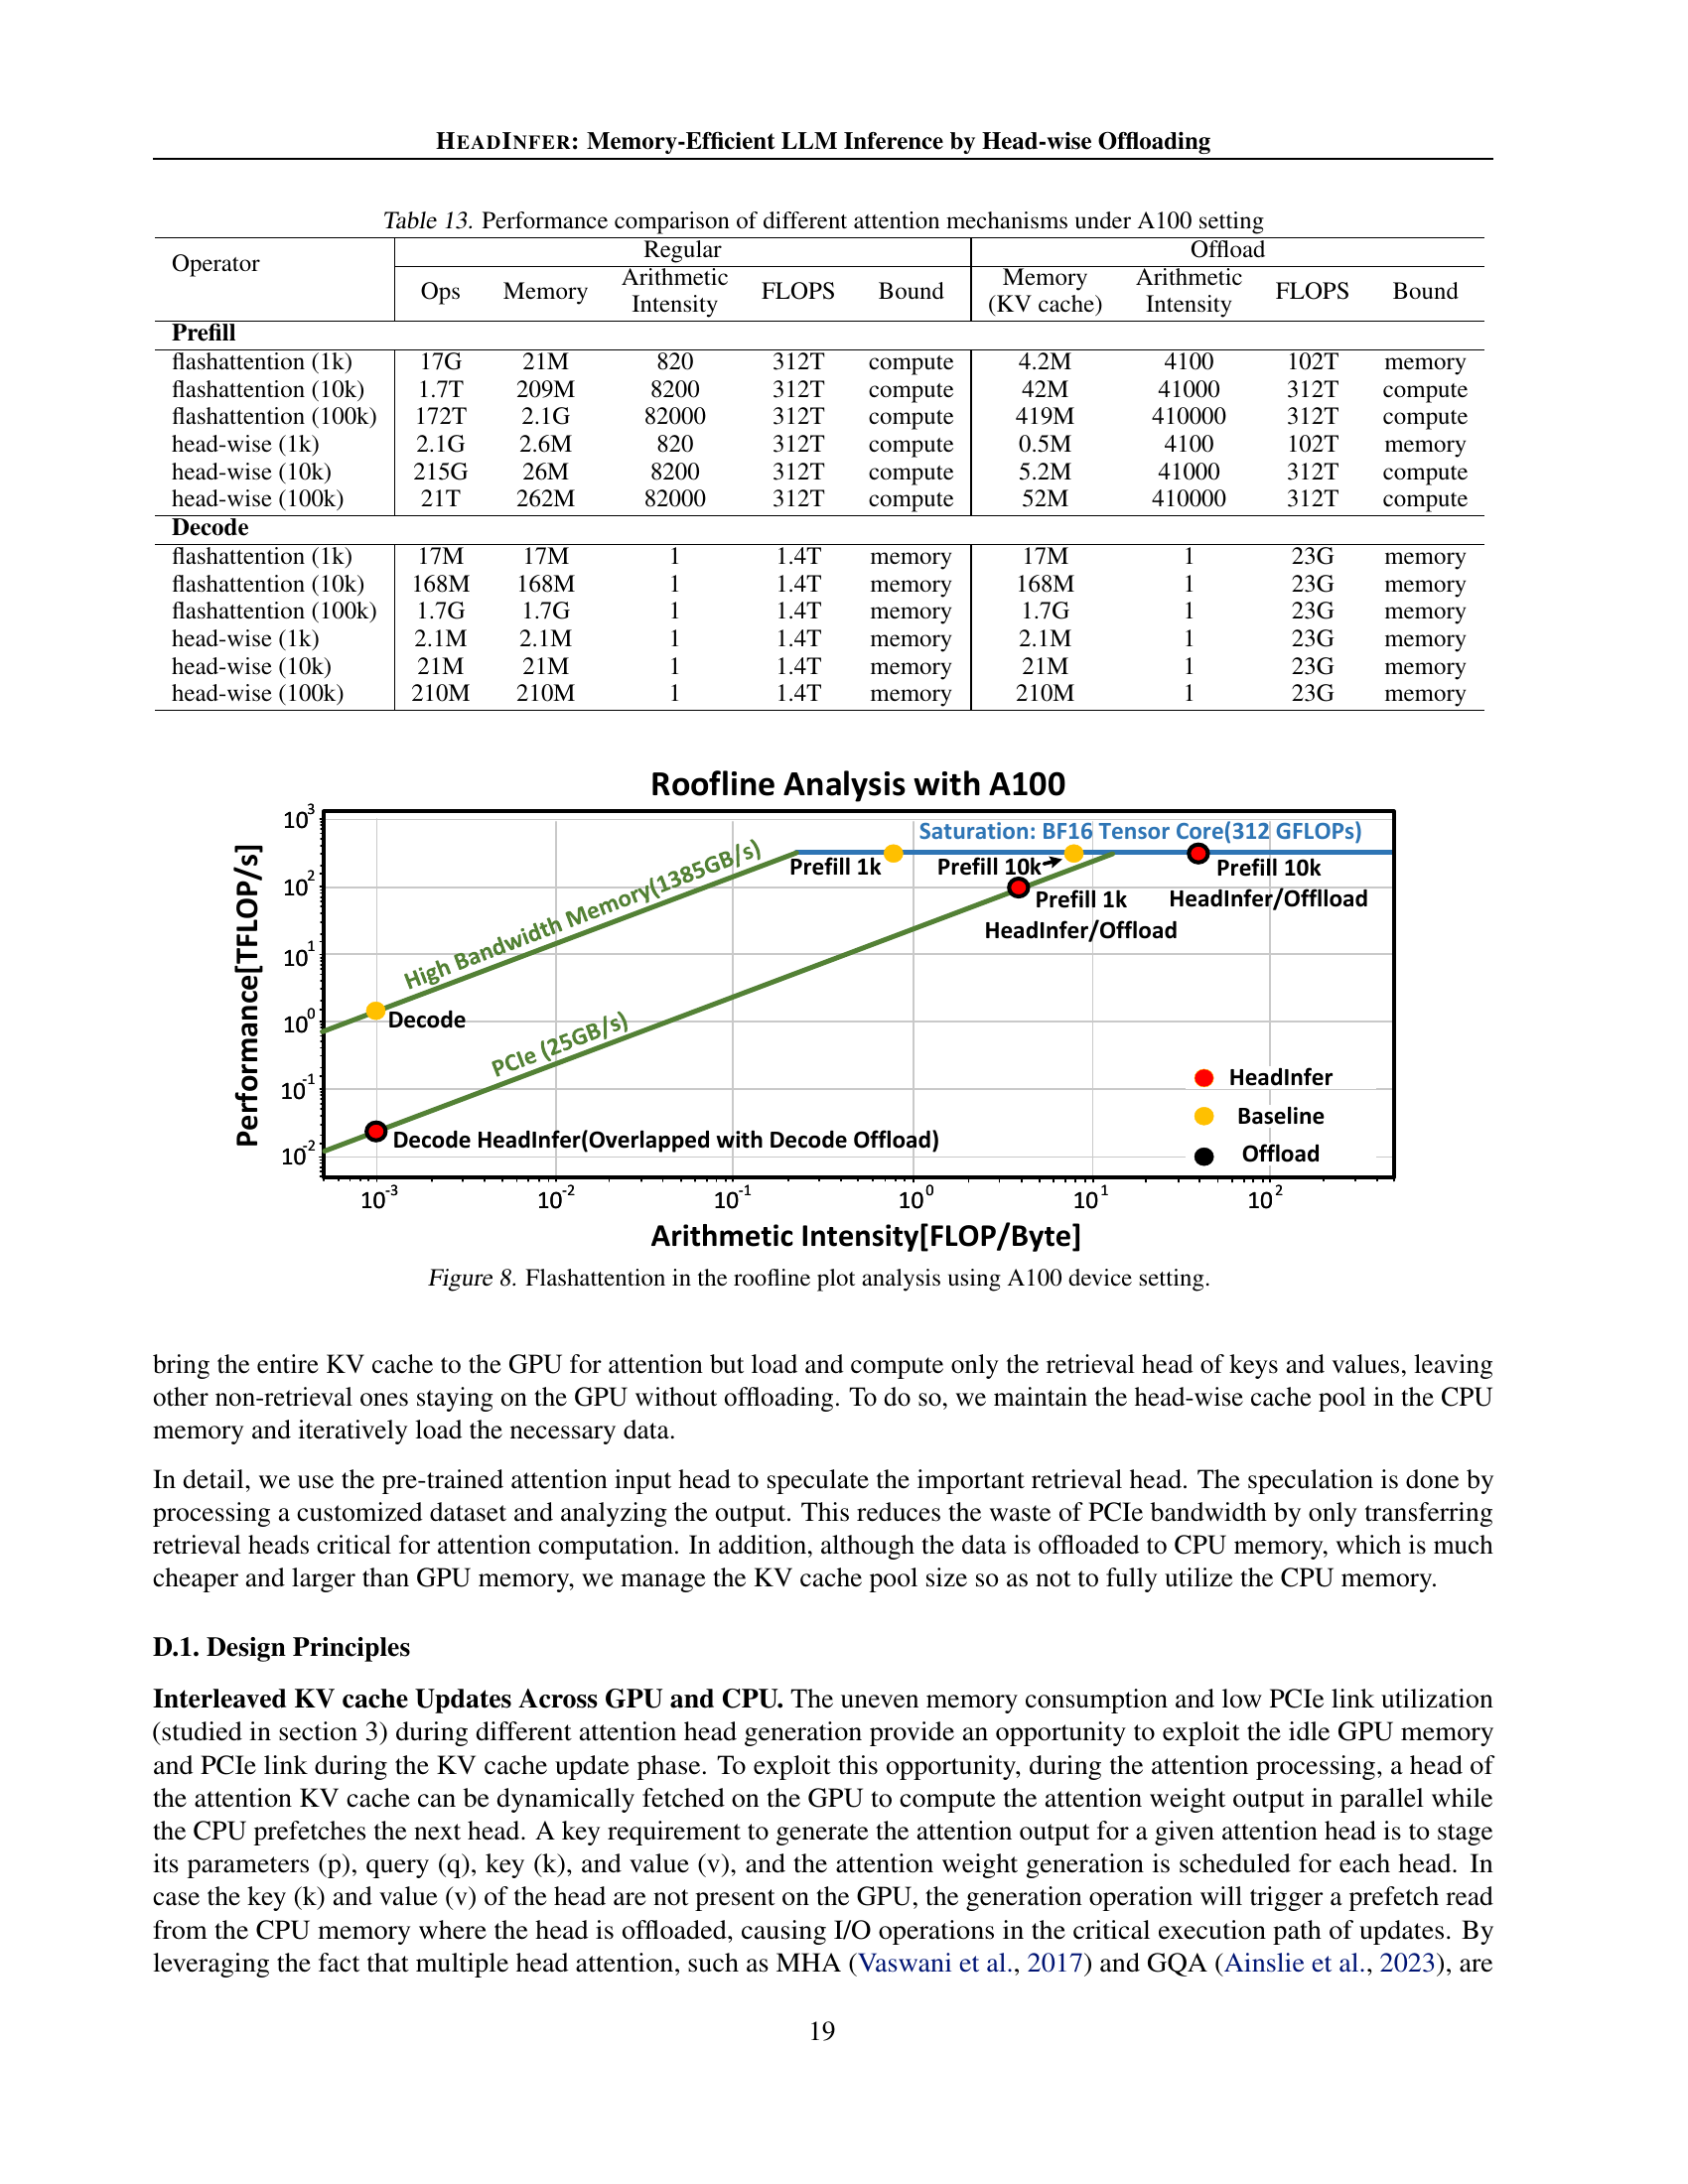 HEADINFER: Memory-Efficient LLM Inference by Head-wise Offloading
Table 13. Performance comparison of different attention mechanisms under A100 setting
Operator Regular Offload
Ops Memory Arithmetic Intensity FLOPS Bound Memory (KV cache) Arithmetic Intensity FLOPS Bound
Prefill
flashattention (1k) 17G 21M 820 312T compute 4.2M 4100 102T memory
flashattention (10k) 1.7T 209M 8200 312T compute 42M 41000 312T compute
flashattention (100k) 172T 2.1G 82000 312T compute 419M 410000 312T compute
head-wise (1k) 2.1G 2.6M 820 312T compute 0.5M 4100 102T memory
head-wise (10k) 215G 26M 8200 312T compute 5.2M 41000 312T compute
head-wise (100k) 21T 262M 82000 312T compute 52M 410000 312T compute
Decode
flashattention (1k) 17M 17M 1 1.4T memory 17M 1 23G memory
flashattention (10k) 168M 168M 1 1.4T memory 168M 1 23G memory
flashattention (100k) 1.7G 1.7G 1 1.4T memory 1.7G 1 23G memory
head-wise (1k) 2.1M 2.1M 1 1.4T memory 2.1M 1 23G memory
head-wise (10k) 21M 21M 1 1.4T memory 21M 1 23G memory
head-wise (100k) 210M 210M 1 1.4T memory 210M 1 23G memory
Roofline Analysis with A100
Performance[TFLOP/s]
10^3
10^2
10^1
10^0
10^-1
10^-2
Saturation: BF16 Tensor Core(312 GFLOPs)
High Bandwidth Memory(1385GB/s)
Prefill 1k
Prefill 10k
Prefill 10k
HeadInfer/Offlload
Prefill 1k
HeadInfer/Offload
Decode
PCIe (25GB/s)
Decode HeadInfer(Overlapped with Decode Offload)
HeadInfer
Baseline
Offload
10^-3 10^-2 10^-1 10^0 10^1 10^2
Arithmetic Intensity[FLOP/Byte]
Figure 8. Flashattention in the roofline plot analysis using A100 device setting.
bring the entire KV cache to the GPU for attention but load and compute only the retrieval head of keys and values, leaving
other non-retrieval ones staying on the GPU without offloading. To do so, we maintain the head-wise cache pool in the CPU
memory and iteratively load the necessary data.
In detail, we use the pre-trained attention input head to speculate the important retrieval head. The speculation is done by
processing a customized dataset and analyzing the output. This reduces the waste of PCIe bandwidth by only transferring
retrieval heads critical for attention computation. In addition, although the data is offloaded to CPU memory, which is much
cheaper and larger than GPU memory, we manage the KV cache pool size so as not to fully utilize the CPU memory.
D.1. Design Principles
Interleaved KV cache Updates Across GPU and CPU. The uneven memory consumption and low PCIe link utilization
(studied in section 3) during different attention head generation provide an opportunity to exploit the idle GPU memory
and PCIe link during the KV cache update phase. To exploit this opportunity, during the attention processing, a head of
the attention KV cache can be dynamically fetched on the GPU to compute the attention weight output in parallel while
the CPU prefetches the next head. A key requirement to generate the attention output for a given attention head is to stage
its parameters (p), query (q), key (k), and value (v), and the attention weight generation is scheduled for each head. In
case the key (k) and value (v) of the head are not present on the GPU, the generation operation will trigger a prefetch read
from the CPU memory where the head is offloaded, causing I/O operations in the critical execution path of updates. By
leveraging the fact that multiple head attention, such as MHA (Vaswani et al., 2017) and GQA (Ainslie et al., 2023), are
19